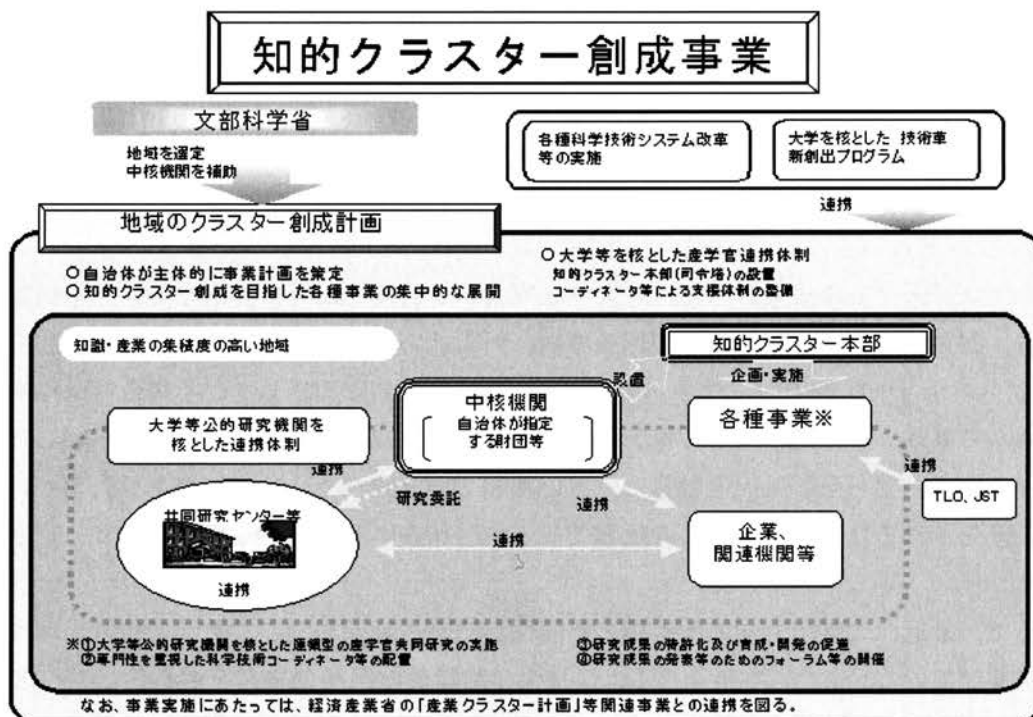 知的クラスター創成事業
文部科学省
地域を選定
中核機関を補助
各種科学技術システム改革
等の実施
大学を核とした 技術革
新創出プログラム
連携
地域のクラスター創成計画
○自治体が主体的に事業計画を策定
○知的クラスター創成を目指した各種事業の集中的な展開
○大学等を核とした産学官連携体制
知的クラスター本部(司令塔)の設置
コーディネータ等による支援体制の整備
知識・産業の集積度の高い地域
知的クラスター本部
設置
企画・実施
中核機関
自治体が指定
する財団等
各種事業※
大学等公的研究機関を
核とした連携体制
連携
研究委託
連携
連携
TLO、JST
共同研究センター等
連携
連携
企業、
関連機関等
※①大学等公的研究機関を核とした連鎖型の産学官共同研究の実施
②専門性を重視した科学技術コーディネータ等の配置
③研究成果の特許化及び育成・開発の促進
④研究成果の発表等のためのフォーラム等の開催
なお、事業実施にあたっては、経済産業省の「産業クラスター計画」等関連事業との連携を図る。